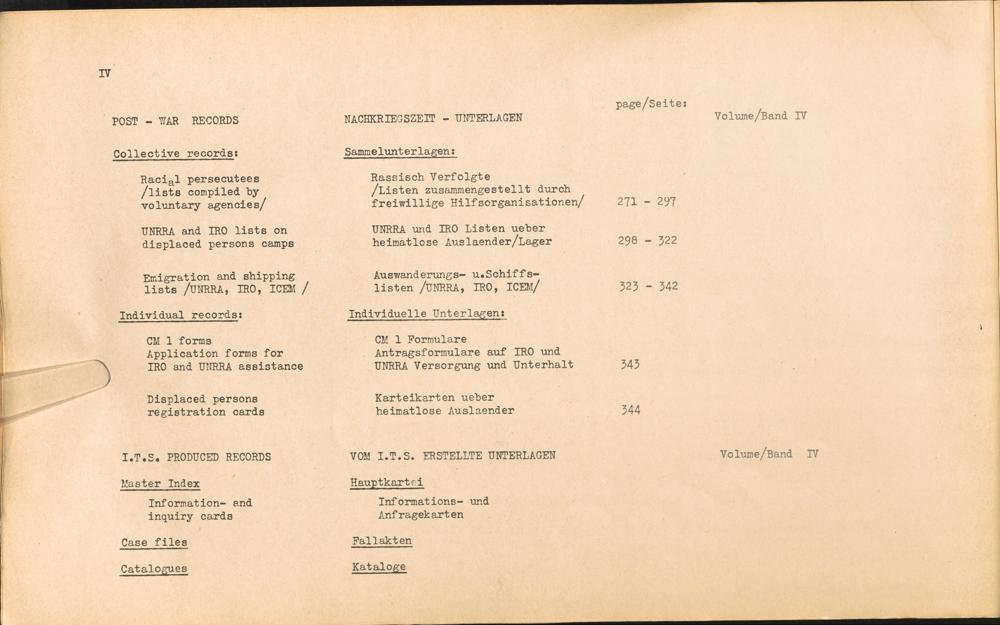 IV
page/Seite:
POST - WAR RECORDS NACHKRIEGSZEIT - UNTERLAGEN Volume/Band IV
Collective records: Sammelunterlagen:
Racial persecutees Rassisch Verfolgte
/lists compiled by /Listen zusammengestellt durch
voluntary agencies/ freiwillige Hilfsorganisationen/ 271 - 297
UNRRA and IRO lists on UNRRA und IRO Listen ueber
displaced persons camps heimatlose Auslaender/Lager 298 - 322
Emigration and shipping Auswanderungs- u.Schiffs-
lists /UNRRA, IRO, ICEM / listen /UNRRA, IRO, ICEM/ 323 - 342
Individual records: Individuelle Unterlagen:
CM 1 forms CM 1 Formulare
Application forms for Antragsformulare auf IRO und
IRO and UNRRA assistance UNRRA Versorgung und Unterhalt 343
Displaced persons Karteikarten ueber
registration cards heimatlose Auslaender 344
I.T.S. PRODUCED RECORDS VOM I.T.S. ERSTELLTE UNTERLAGEN Volume/Band IV
Master Index Hauptkartei
Information- and Informations- und
inquiry cards Anfragekarten
Case files Fallakten
Catalogues Kataloge